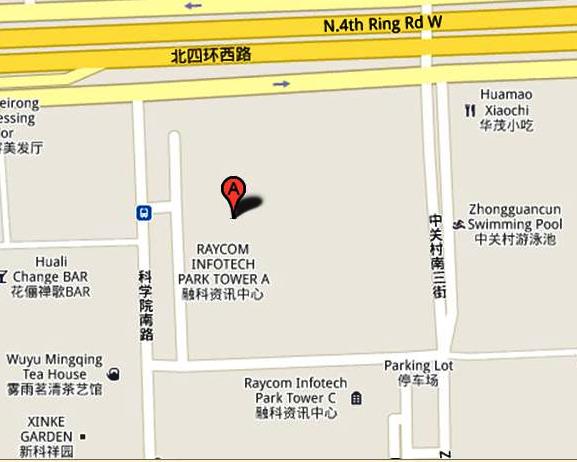 N.4th Ring Rd W
北四环西路
eirong
essing
or
美发厅
Huamao
Xiaochi
华茂小吃
A
Zhongguancun
Swimming Pool
中关村游泳池
中关村南三街
RAYCOM
INFOTECH
PARK TOWER A
融科资讯中心
Huali
Change BAR
花俪禅歌BAR
科学院南路
Wuyu Mingqing
Tea House
雾雨茗清茶艺馆
Parking Lot
停车场
Raycom Infotech
Park Tower C
融科资讯中心
XINKE
GARDEN
新科祥园
Z